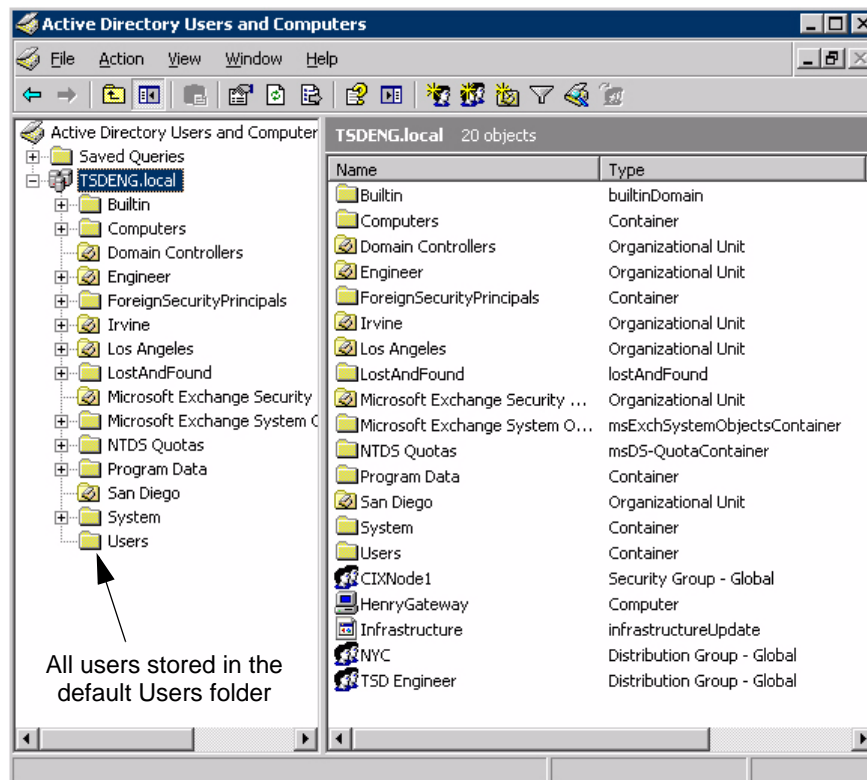 Active Directory Users and Computers
File Action View Window Help
Active Directory Users and Computer
Saved Queries
TSDENG.local
Builtin
Computers
Domain Controllers
Engineer
ForeignSecurityPrincipals
Irvine
Los Angeles
LostAndFound
Microsoft Exchange Security
Microsoft Exchange System O
NTDS Quotas
Program Data
San Diego
System
Users
All users stored in the
default Users folder
TSDENG.local 20 objects
Name Type
Builtin builtinDomain
Computers Container
Domain Controllers Organizational Unit
Engineer Organizational Unit
ForeignSecurityPrincipals Container
Irvine Organizational Unit
Los Angeles Organizational Unit
LostAndFound lostAndFound
Microsoft Exchange Security ... Organizational Unit
Microsoft Exchange System O... msExchSystemObjectsContainer
NTDS Quotas msDS-QuotaContainer
Program Data Container
San Diego Organizational Unit
System Container
Users Container
CIXNode1 Security Group - Global
HenryGateway Computer
Infrastructure infrastructureUpdate
NYC Distribution Group - Global
TSD Engineer Distribution Group - Global